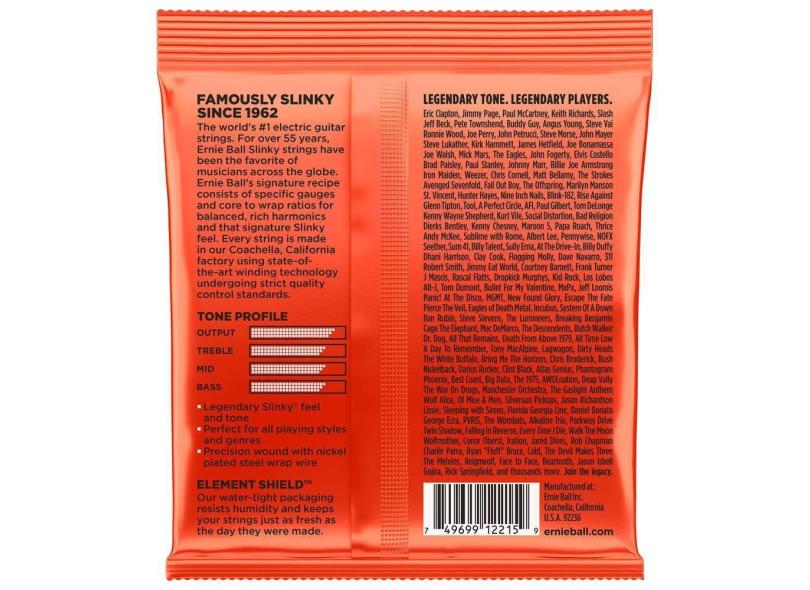 FAMOUSLY SLINKY
SINCE 1962
The world's #1 electric guitar
strings. For over 55 years,
Ernie Ball Slinky strings have
been the favorite of
musicians across the globe.
Ernie Ball's signature recipe
consists of specific gauges
and core to wrap ratios for
balanced, rich harmonics
and that signature Slinky
feel. Every string is made
in our Coachella, California
factory using state-of-
the-art winding technology
undergoing strict quality
control standards.
TONE PROFILE
OUTPUT
TREBLE
MID
BASS
▪ Legendary Slinky® feel
and tone
▪ Perfect for all playing styles
and genres
▪ Precision wound with nickel
plated steel wrap wire
ELEMENT SHIELD™
Our water-tight packaging
resists humidity and keeps
your strings just as fresh as
the day they were made.
LEGENDARY TONE. LEGENDARY PLAYERS.
Eric Clapton, Jimmy Page, Paul McCartney, Keith Richards, Slash
Jeff Beck, Pete Townshend, Buddy Guy, Angus Young, Steve Vai
Ronnie Wood, Joe Perry, John Petrucci, Steve Morse, John Mayer
Steve Lukather, Kirk Hammett, James Hetfield, Joe Bonamassa
Joe Walsh, Mick Mars, The Eagles, John Fogerty, Elvis Costello
Brad Paisley, Paul Stanley, Johnny Marr, Billie Joe Armstrong
Iron Maiden, Weezer, Chris Cornell, Matt Bellamy, The Strokes
Avenged Sevenfold, Fall Out Boy, The Offspring, Marilyn Manson
St. Vincent, Hunter Hayes, Nine Inch Nails, Blink-182, Rise Against
Glenn Tipton, Tool, A Perfect Circle, AFI, Paul Gilbert, Tom DeLonge
Kenny Wayne Shepherd, Kurt Vile, Social Distortion, Bad Religion
Dierks Bentley, Kenny Chesney, Maroon 5, Papa Roach, Thrice
Andy McKee, Sublime with Rome, Albert Lee, Pennywise, NOFX
Seether, Sum 41, Billy Talent, Sully Erna, At The Drive-In, Billy Duffy
Dhani Harrison, Clay Cook, Flogging Molly, Dave Navarro, 311
Robert Smith, Jimmy Eat World, Courtney Barnett, Frank Turner
J Mascis, Rascal Flatts, Dropkick Murphys, Kid Rock, Los Lobos
Alt-J, Tom Dumont, Bullet For My Valentine, MxPx, Jeff Loomis
Panic! At The Disco, MGMT, New Found Glory, Escape The Fate
Pierce The Veil, Eagles of Death Metal, Incubus, System Of A Down
Ilan Rubin, Steve Stevens, The Lumineers, Breaking Benjamin
Cage The Elephant, Mac DeMarco, The Descendents, Butch Walker
Dr. Dog, All That Remains, Death From Above 1979, All Time Low
A Day To Remember, Tony MacAlpine, Lagwagon, Dirty Heads
The White Buffalo, Bring Me The Horizon, Chris Broderick, Bush
Nickelback, Darius Rucker, Clint Black, Atlas Genius, Phantogram
Phoenix, Best Coast, Big Data, The 1975, AWOLnation, Deap Vally
The War On Drugs, Manchester Orchestra, The Gaslight Anthem
Wolf Alice, Of Mice & Men, Silversun Pickups, Jason Richardson
Lissie, Sleeping with Sirens, Florida Georgia Line, Daniel Donato
George Ezra, PVRIS, The Wombats, Alkaline Trio, Parkway Drive
Twin Shadow, Falling In Reverse, Every Time I Die, Walk The Moon
Wolfmother, Conor Oberst, Iration, Jared Dines, Rob Chapman
Charlie Parra, Ryan "Fluff" Bruce, Cold, The Devil Makes Three
The Melvins, Reignwolf, Face to Face, Beartooth, Jason Isbell
Gojira, Rick Springfield, and thousands more. Join the legacy.
Manufactured at:
Ernie Ball Inc.
Coachella, California
U.S.A. 92236
7 49699 12215 9
ernieball.com